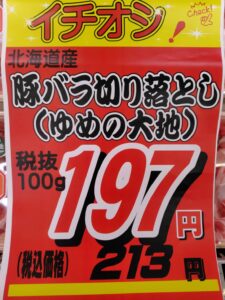 イチオシ!
Check!
北海道産
豚バラ切り落とし
(ゆめの大地)
税抜
100g
197円
(税込価格)
213円